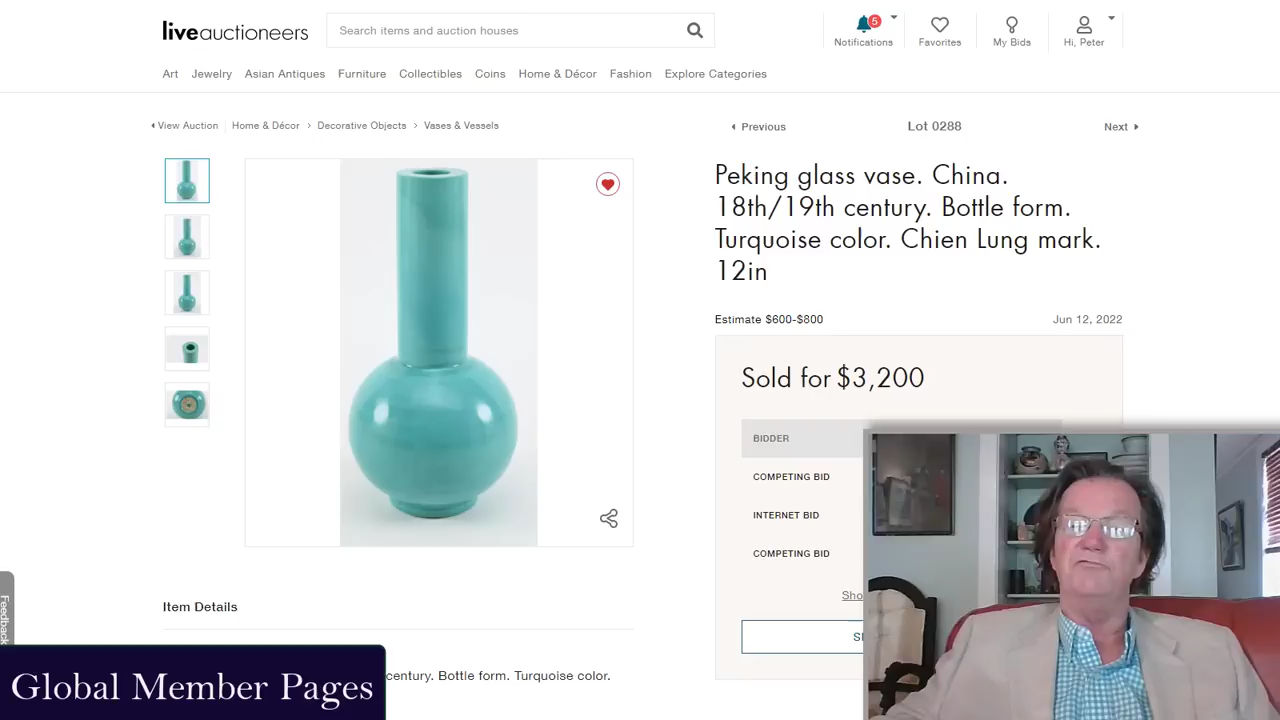 liveauctioneers
Search items and auction houses
5
Notifications
Favorites
My Bids
Hi, Peter
Art
Jewelry
Asian Antiques
Furniture
Collectibles
Coins
Home & Décor
Fashion
Explore Categories
View Auction
Home & Décor
Decorative Objects
Vases & Vessels
Previous
Lot 0288
Next
Peking glass vase. China.
18th/19th century. Bottle form.
Turquoise color. Chien Lung mark.
12in
Estimate $600-$800
Jun 12, 2022
Sold for $3,200
BIDDER
COMPETING BID
INTERNET BID
COMPETING BID
Sho
Feedback
Item Details
century. Bottle form. Turquoise color.
Global Member Pages